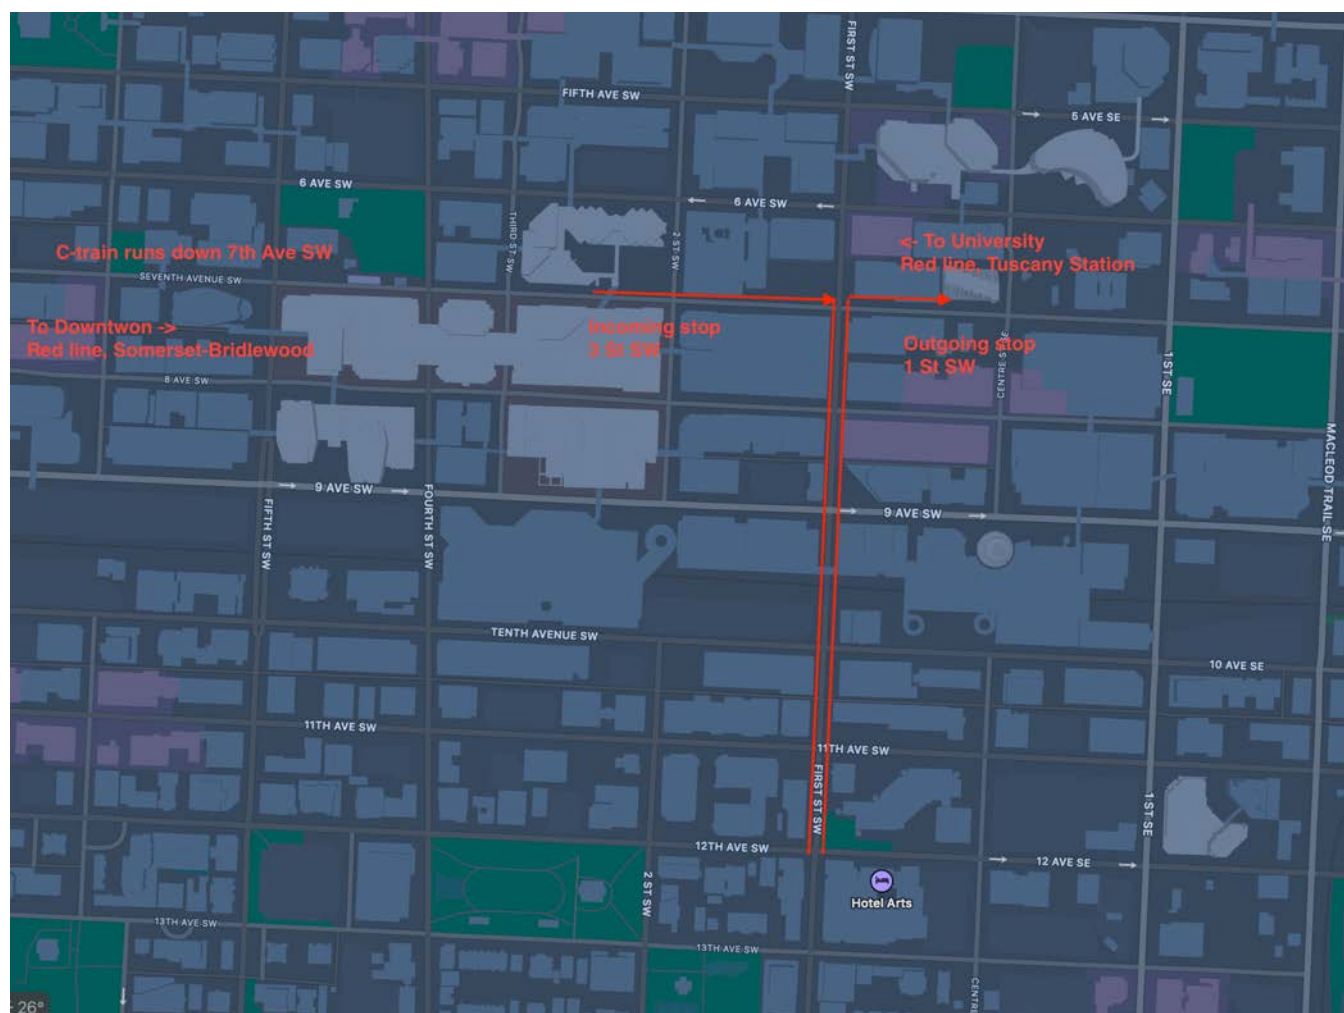 FIRST ST SW
FIFTH AVE SW
6 AVE SE
6 AVE SW
6 AVE SW
THIRD ST SW
2 ST SW
C-train runs down 7th Ave SW
<- To University
Red line, Tuscany Station
SEVENTH AVENUE SW
To Downtwon ->
Red line, Somerset-Bridlewood
Incoming stop
3 St SW
Outgoing stop
1 St SW
CENTRE ST SE
1 ST SE
8 AVE SW
MACLEOD TRAIL SE
9 AVE SW
9 AVE SW
FIFTH ST SW
FOURTH ST SW
TENTH AVENUE SW
10 AVE SE
11TH AVE SW
11TH AVE SW
FIRST ST SW
1 ST SE
12TH AVE SW
12 AVE SE
2 ST SW
Hotel Arts
13TH AVE SW
13TH AVE SW
CENTRE
26°